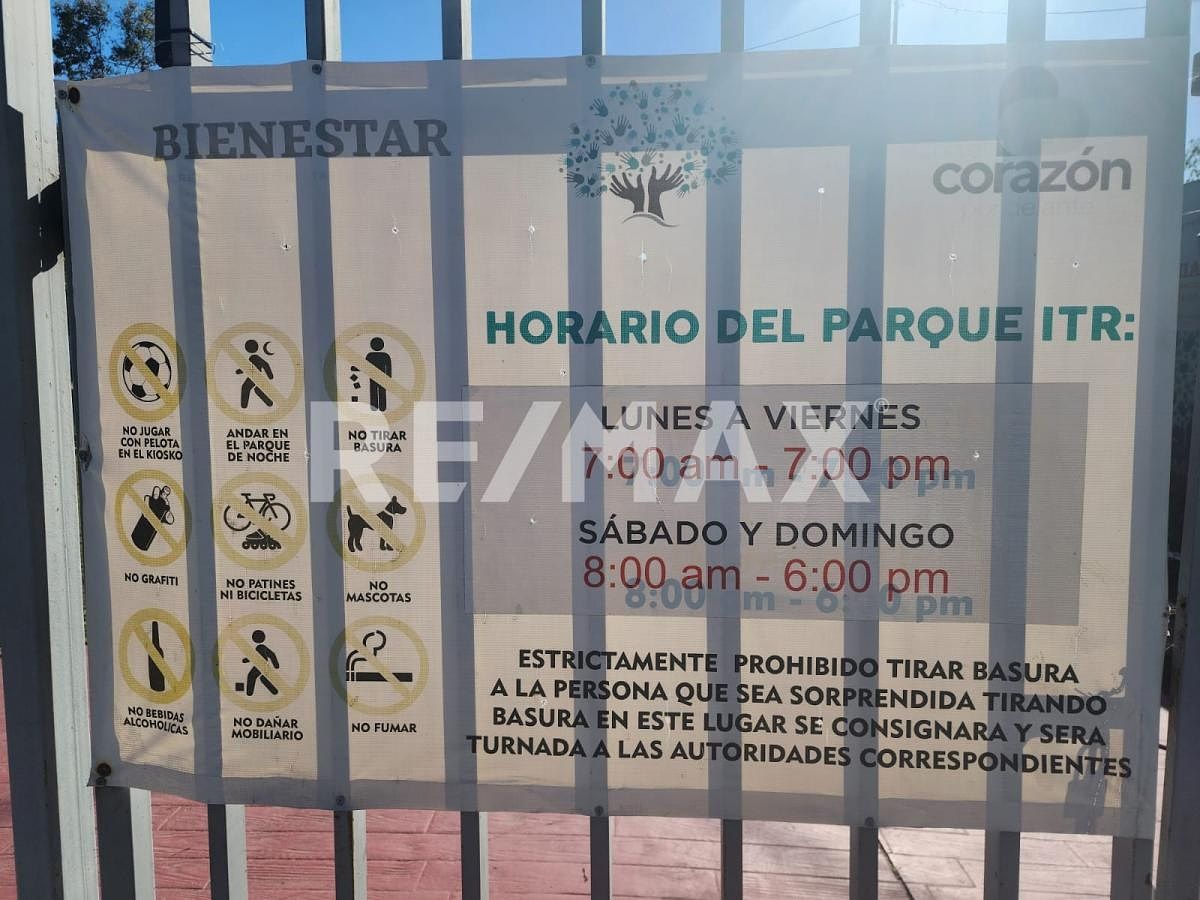 BIENESTAR
corazón
HORARIO DEL PARQUE ITR:
LUNES A VIERNES
7:00 am - 7:00 pm
SÁBADO Y DOMINGO
8:00 am - 6:00 pm
NO JUGAR
CON PELOTA
EN EL KIOSKO
ANDAR EN
EL PARQUE
DE NOCHE
NO TIRAR
BASURA
NO GRAFITI
NO PATINES
NI BICICLETAS
NO
MASCOTAS
NO BEBIDAS
ALCOHOLICAS
NO DAÑAR
MOBILIARIO
NO FUMAR
ESTRICTAMENTE PROHIBIDO TIRAR BASURA
A LA PERSONA QUE SEA SORPRENDIDA TIRANDO
BASURA EN ESTE LUGAR SE CONSIGNARA Y SERA
TURNADA A LAS AUTORIDADES CORRESPONDIENTES
RE/MAX®